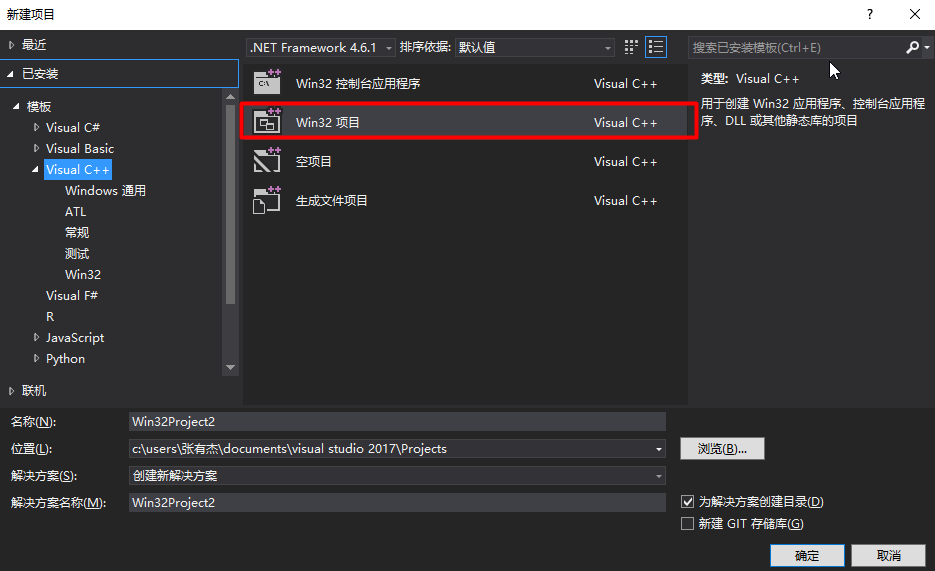 新建项目
?
最近
.NET Framework 4.6.1
排序依据:
默认值
搜索已安装模板(Ctrl+E)
已安装
模板
Visual C#
Visual Basic
Visual C++
Windows 通用
ATL
常规
测试
Win32
Visual F#
R
JavaScript
Python
联机
Win32 控制台应用程序 Visual C++
Win32 项目 Visual C++
空项目 Visual C++
生成文件项目 Visual C++
类型: Visual C++
用于创建 Win32 应用程序、控制台应用程
序、DLL 或其他静态库的项目
名称(N): Win32Project2
位置(L): c:\users\张有杰\documents\visual studio 2017\Projects
浏览(B)...
解决方案(S): 创建新解决方案
解决方案名称(M): Win32Project2
为解决方案创建目录(D)
新建 GIT 存储库(G)
确定
取消